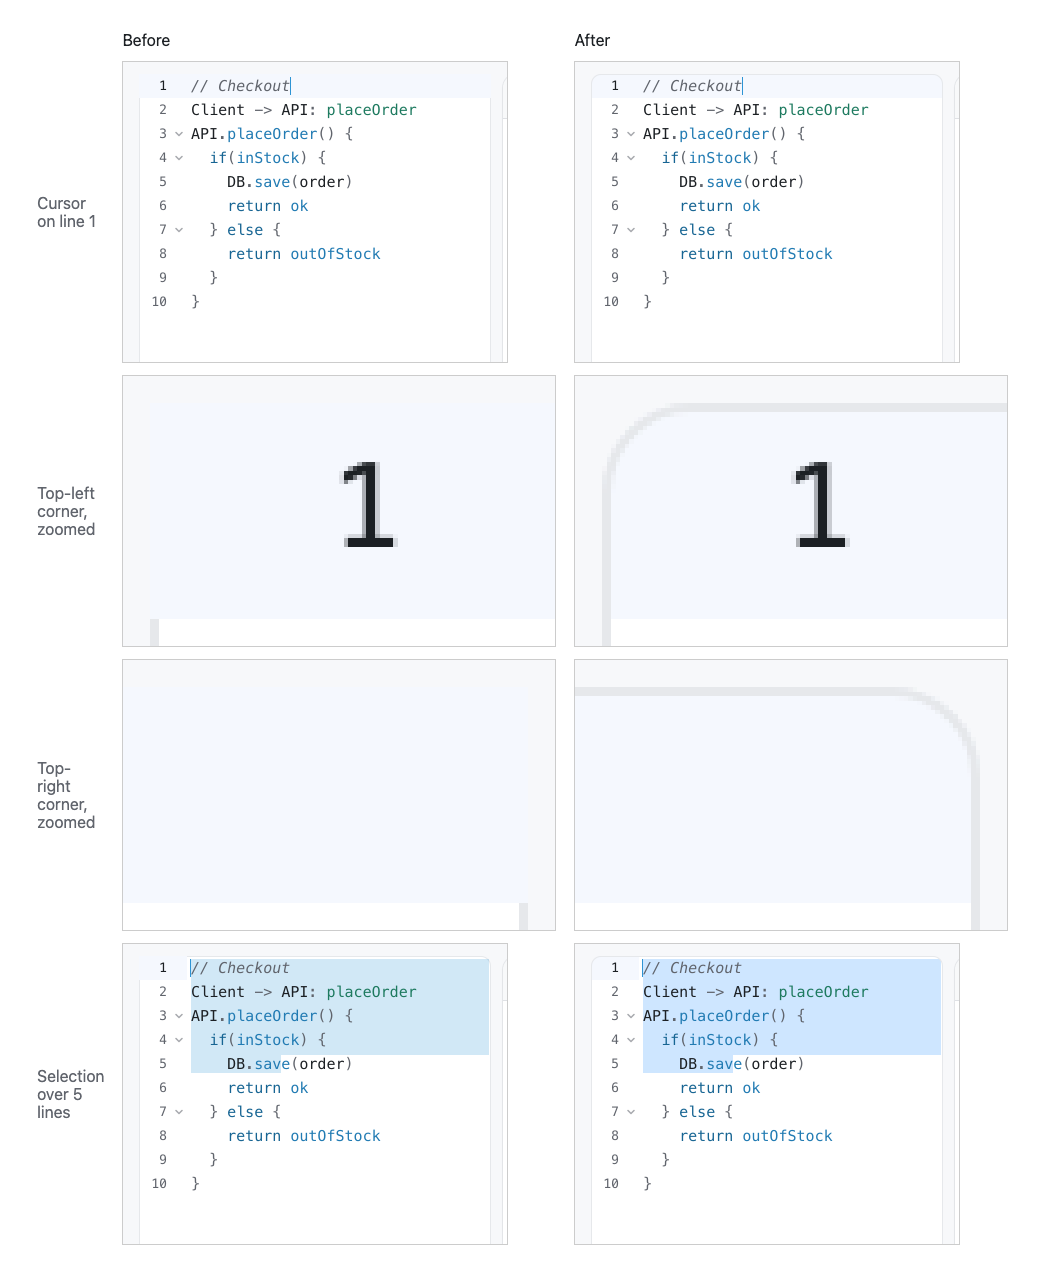 Before
After
Cursor
on line 1
1 // Checkout
2 Client -> API: placeOrder
3 API.placeOrder() {
4 if(inStock) {
5 DB.save(order)
6 return ok
7 } else {
8 return outOfStock
9 }
10 }
1 // Checkout
2 Client -> API: placeOrder
3 API.placeOrder() {
4 if(inStock) {
5 DB.save(order)
6 return ok
7 } else {
8 return outOfStock
9 }
10 }
Top-left
corner,
zoomed
1
1
Top-
right
corner,
zoomed
Selection
over 5
lines
1 // Checkout
2 Client -> API: placeOrder
3 API.placeOrder() {
4 if(inStock) {
5 DB.save(order)
6 return ok
7 } else {
8 return outOfStock
9 }
10 }
1 // Checkout
2 Client -> API: placeOrder
3 API.placeOrder() {
4 if(inStock) {
5 DB.save(order)
6 return ok
7 } else {
8 return outOfStock
9 }
10 }